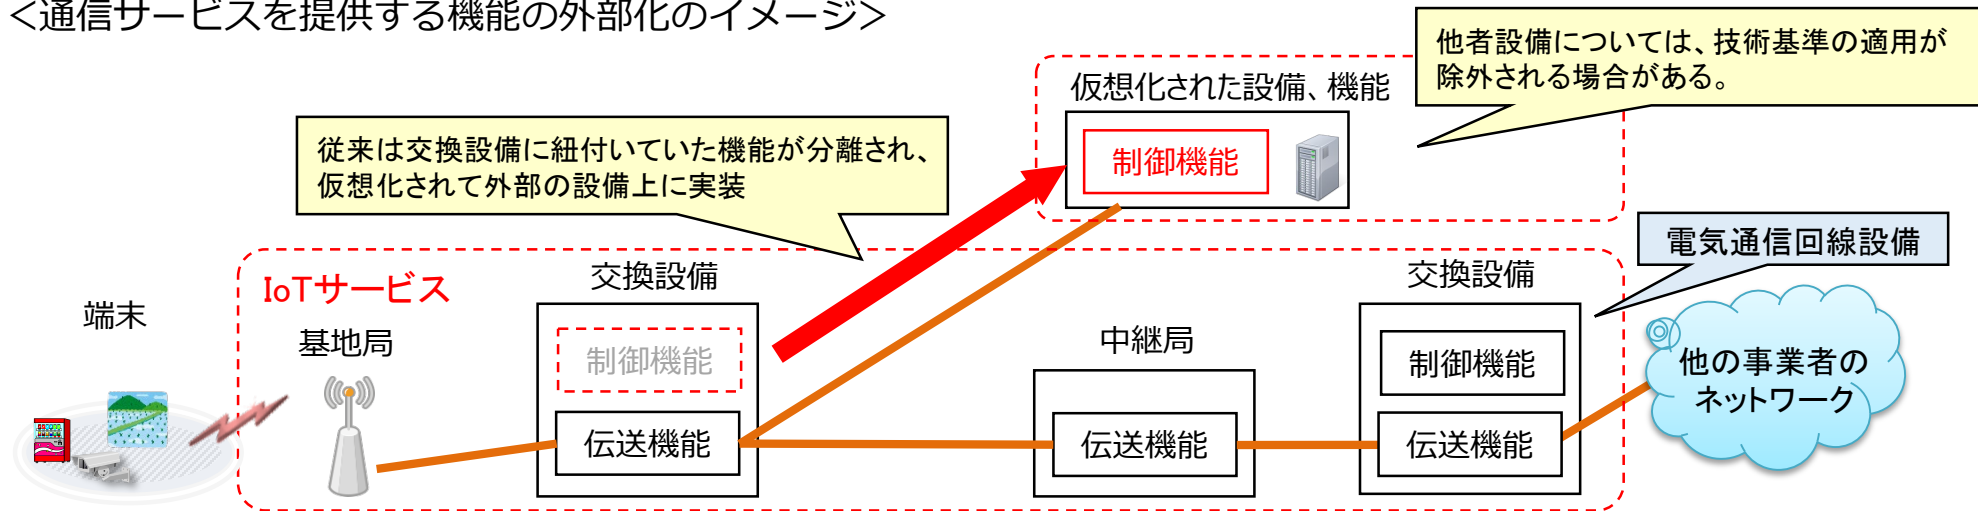 ＜通信サービスを提供する機能の外部化のイメージ＞
他者設備については、技術基準の適用が
除外される場合がある。
仮想化された設備、機能
制御機能
従来は交換設備に紐付いていた機能が分離され、
仮想化されて外部の設備上に実装
電気通信回線設備
IoTサービス
交換設備
交換設備
端末
基地局
中継局
制御機能
制御機能
他の事業者の
ネットワーク
伝送機能
伝送機能
伝送機能